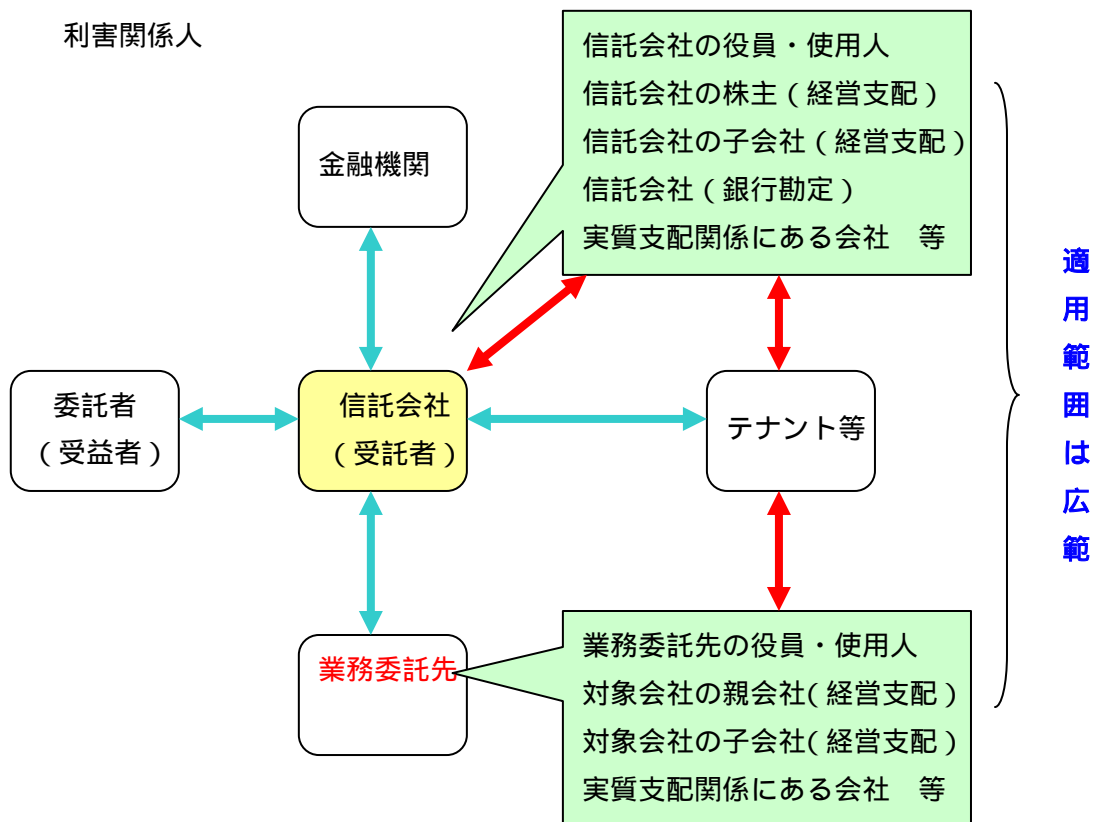 利害関係人
信託会社の役員・使用人
信託会社の株主(経営支配)
信託会社の子会社(経営支配)
信託会社(銀行勘定)
実質支配関係にある会社　等
金融機関
委託者
(受益者)
信託会社
(受託者)
テナント等
適用範囲は広範
業務委託先
業務委託先の役員・使用人
対象会社の親会社(経営支配)
対象会社の子会社(経営支配)
実質支配関係にある会社　等